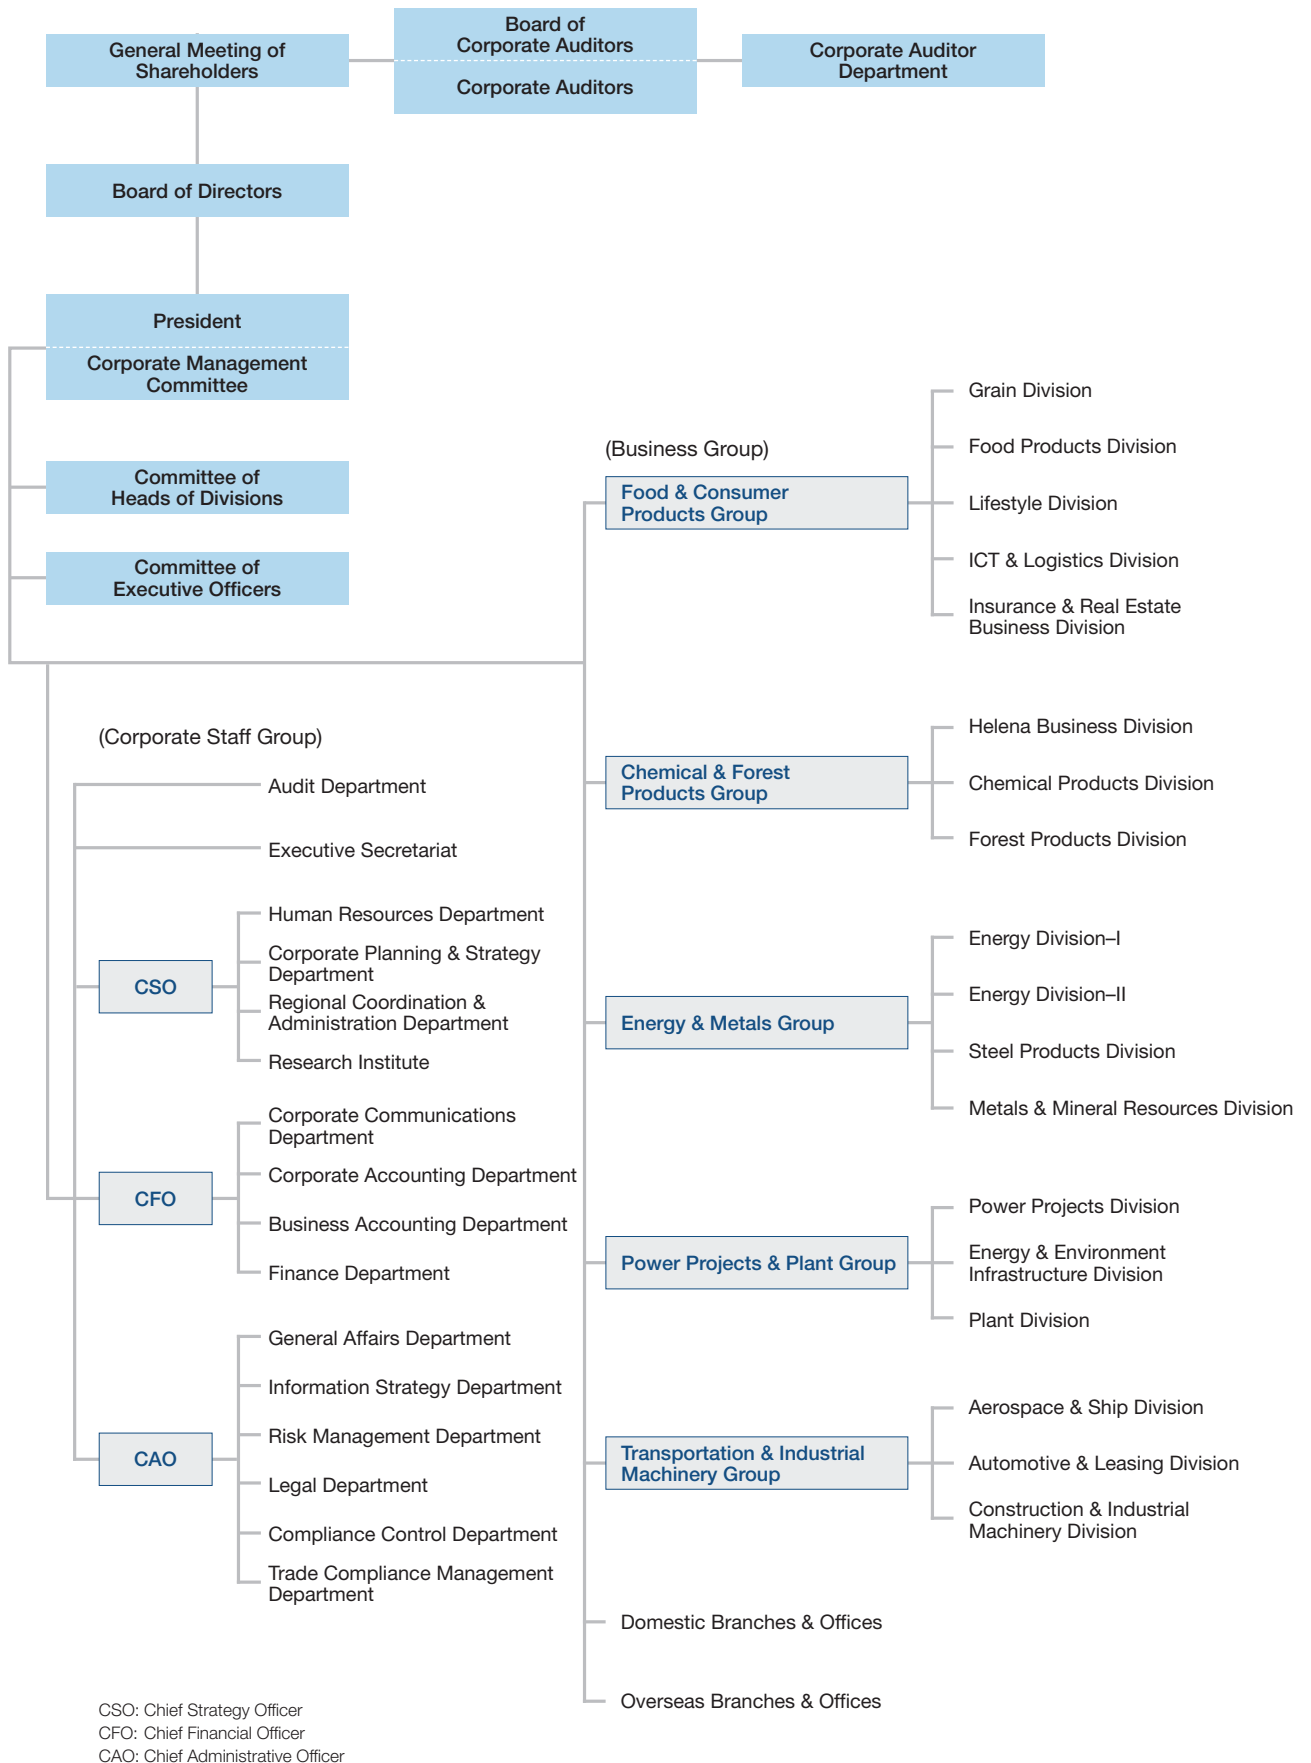 General Meeting of
Shareholders
Board of
Corporate Auditors
Corporate Auditors
Corporate Auditor
Department
Board of Directors
President
Corporate Management
Committee
Committee of
Heads of Divisions
Committee of
Executive Officers
(Corporate Staff Group)
Audit Department
Executive Secretariat
CSO
Human Resources Department
Corporate Planning & Strategy
Department
Regional Coordination &
Administration Department
Research Institute
CFO
Corporate Communications
Department
Corporate Accounting Department
Business Accounting Department
Finance Department
CAO
General Affairs Department
Information Strategy Department
Risk Management Department
Legal Department
Compliance Control Department
Trade Compliance Management
Department
(Business Group)
Food & Consumer
Products Group
Grain Division
Food Products Division
Lifestyle Division
ICT & Logistics Division
Insurance & Real Estate
Business Division
Chemical & Forest
Products Group
Helena Business Division
Chemical Products Division
Forest Products Division
Energy & Metals Group
Energy Division–I
Energy Division–II
Steel Products Division
Metals & Mineral Resources Division
Power Projects & Plant Group
Power Projects Division
Energy & Environment
Infrastructure Division
Plant Division
Transportation & Industrial
Machinery Group
Aerospace & Ship Division
Automotive & Leasing Division
Construction & Industrial
Machinery Division
Domestic Branches & Offices
Overseas Branches & Offices
CSO: Chief Strategy Officer
CFO: Chief Financial Officer
CAO: Chief Administrative Officer